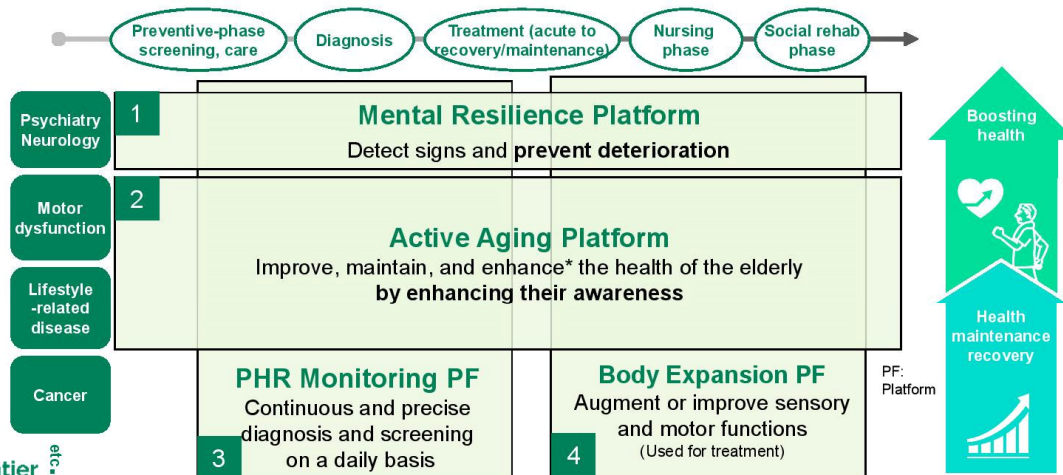 Preventive-phase
screening, care
Diagnosis
Treatment (acute to
recovery/maintenance)
Nursing
phase
Social rehab
phase
Psychiatry
Neurology
1
Mental Resilience Platform
Detect signs and prevent deterioration
Boosting
health
Motor
dysfunction
2
Active Aging Platform
Improve, maintain, and enhance* the health of the elderly
by enhancing their awareness
Lifestyle
-related
disease
Health
maintenance
recovery
Cancer
PHR Monitoring PF
Continuous and precise
diagnosis and screening
on a daily basis
3
Body Expansion PF
Augment or improve sensory
and motor functions
(Used for treatment)
4
PF:
Platform
etc.